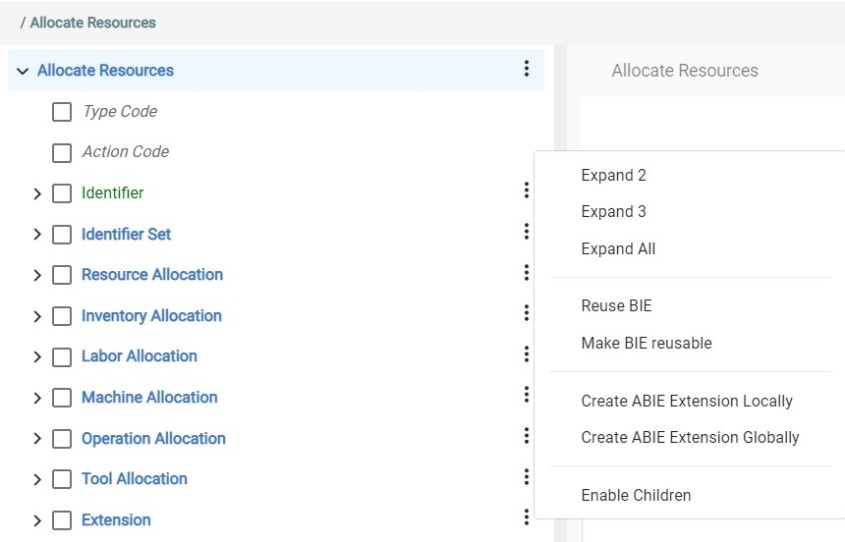 / Allocate Resources
Allocate Resources
Type Code
Action Code
Identifier
Identifier Set
Resource Allocation
Inventory Allocation
Labor Allocation
Machine Allocation
Operation Allocation
Tool Allocation
Extension
Allocate Resources
Expand 2
Expand 3
Expand All
Reuse BIE
Make BIE reusable
Create ABIE Extension Locally
Create ABIE Extension Globally
Enable Children